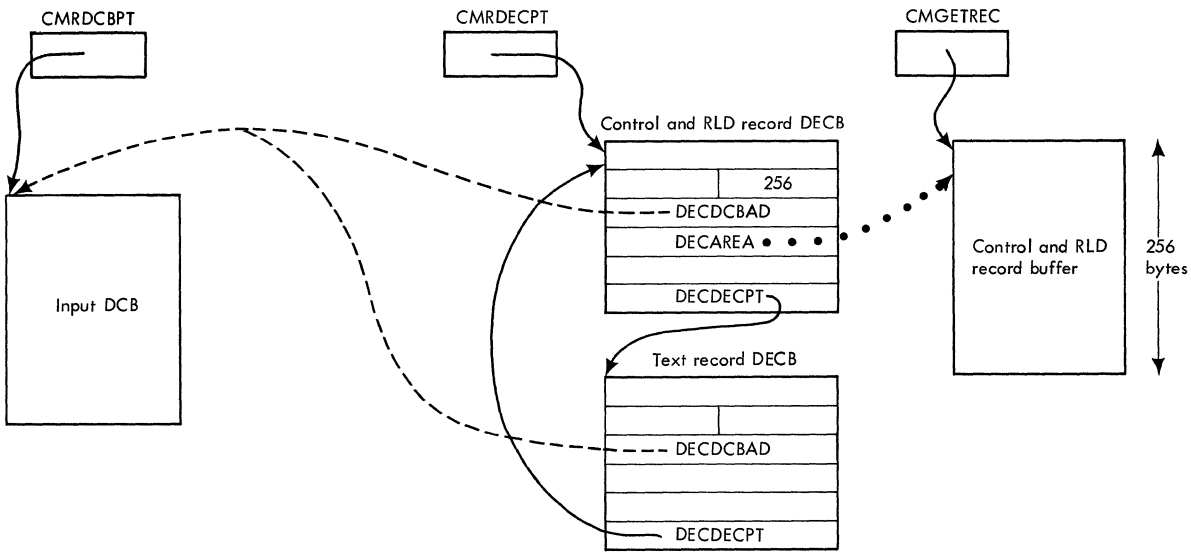 CMRDCBPT
CMRDECPT
CMGETREC
Control and RLD record DECB
256
DECDCBAD
DECAREA
DECDECPT
Input DCB
Control and RLD
record buffer
256
bytes
Text record DECB
DECDCBAD
DECDECPT